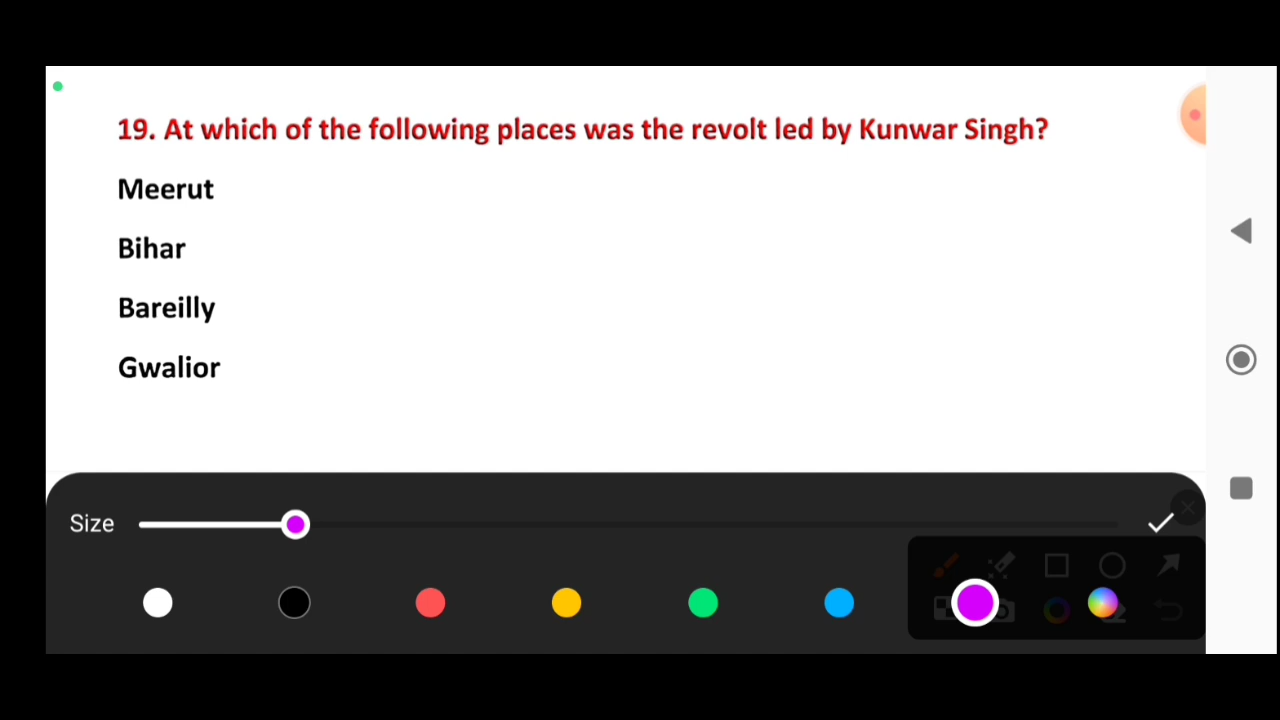 19. At which of the following places was the revolt led by Kunwar Singh?
Meerut
Bihar
Bareilly
Gwalior
Size